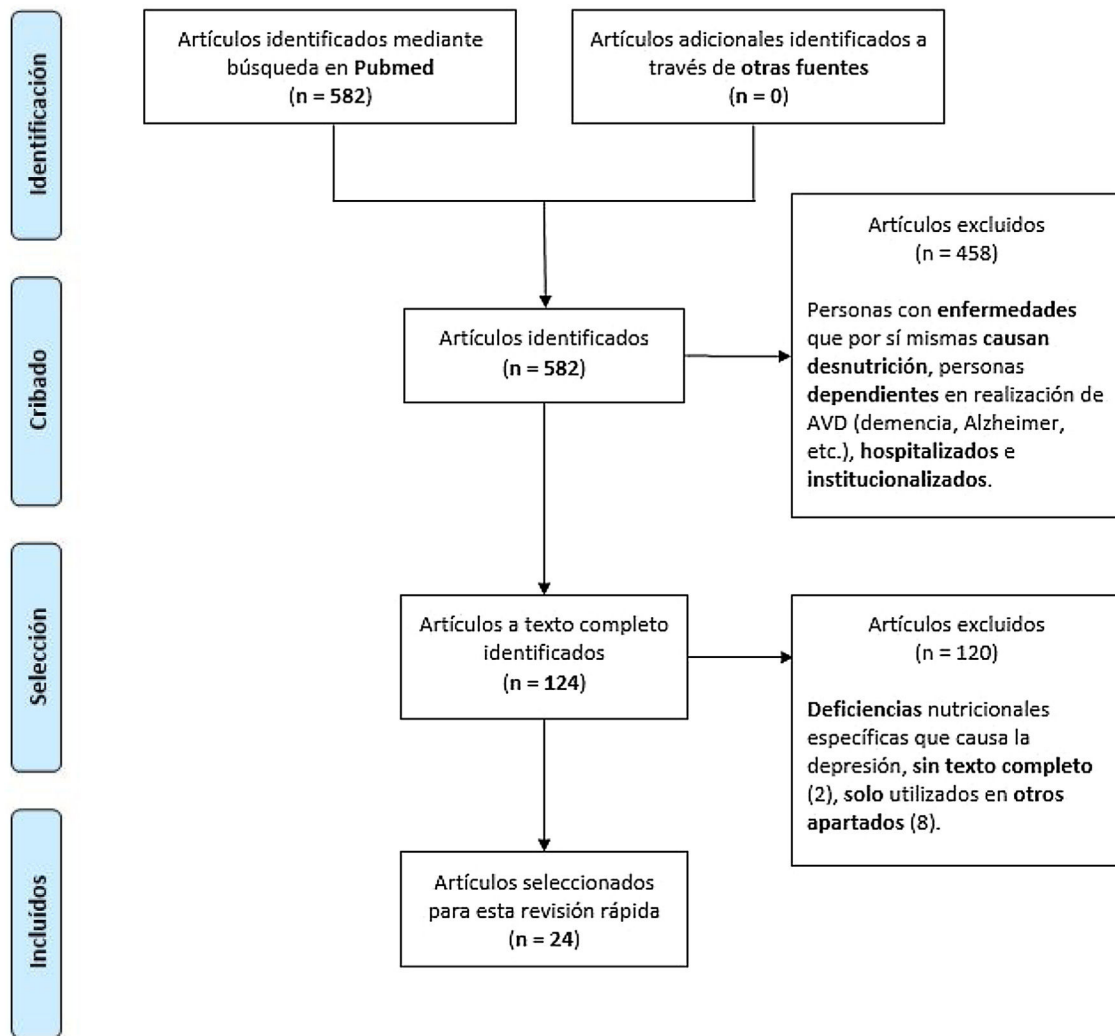 Identificación
Artículos identificados mediante
búsqueda en Pubmed
(n = 582)
Artículos adicionales identificados a
través de otras fuentes
(n = 0)
Cribado
Artículos identificados
(n = 582)
Artículos excluidos
(n = 458)
Personas con enfermedades
que por sí mismas causan
desnutrición, personas
dependientes en realización de
AVD (demencia, Alzheimer,
etc.), hospitalizados e
institucionalizados.
Selección
Artículos a texto completo
identificados
(n = 124)
Artículos excluidos
(n = 120)
Deficiencias nutricionales
específicas que causa la
depresión, sin texto completo
(2), solo utilizados en otros
apartados (8).
Incluídos
Artículos seleccionados
para esta revisión rápida
(n = 24)